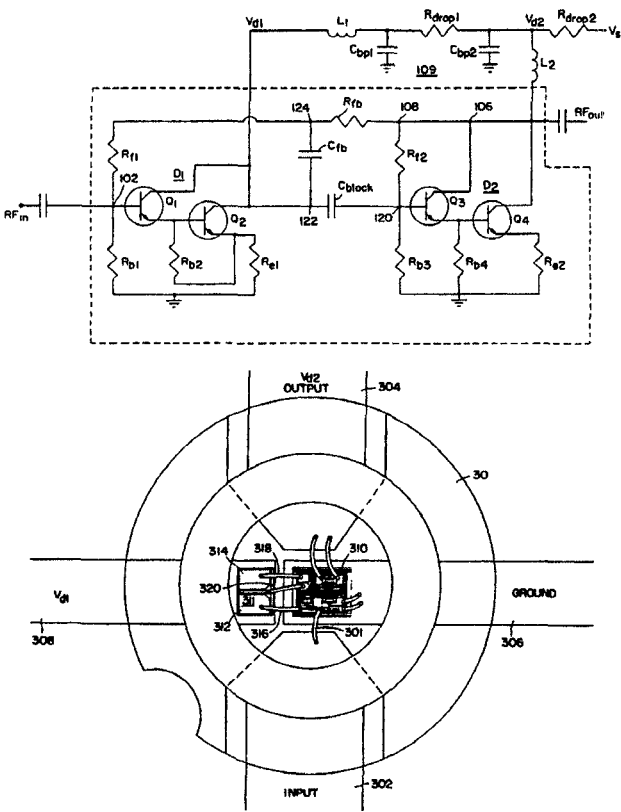 Vd1 L1 Rdrop1 Vd2 Rdrop2 Vs
Cbp1 Cbp2 L2
109
124 Rfb 108 106
RFout
Rf1 D1 Cfb Rf2 D2
102 Cblock
RFin Q1 Q2 122 120 Q3 Q4
Rb1 Rb2 Re1 Rb3 Rb4 Re2
Vd2
OUTPUT 304
30
314 318 310
320
311
Vd1 GROUND
312
308 316 301 306
INPUT 302